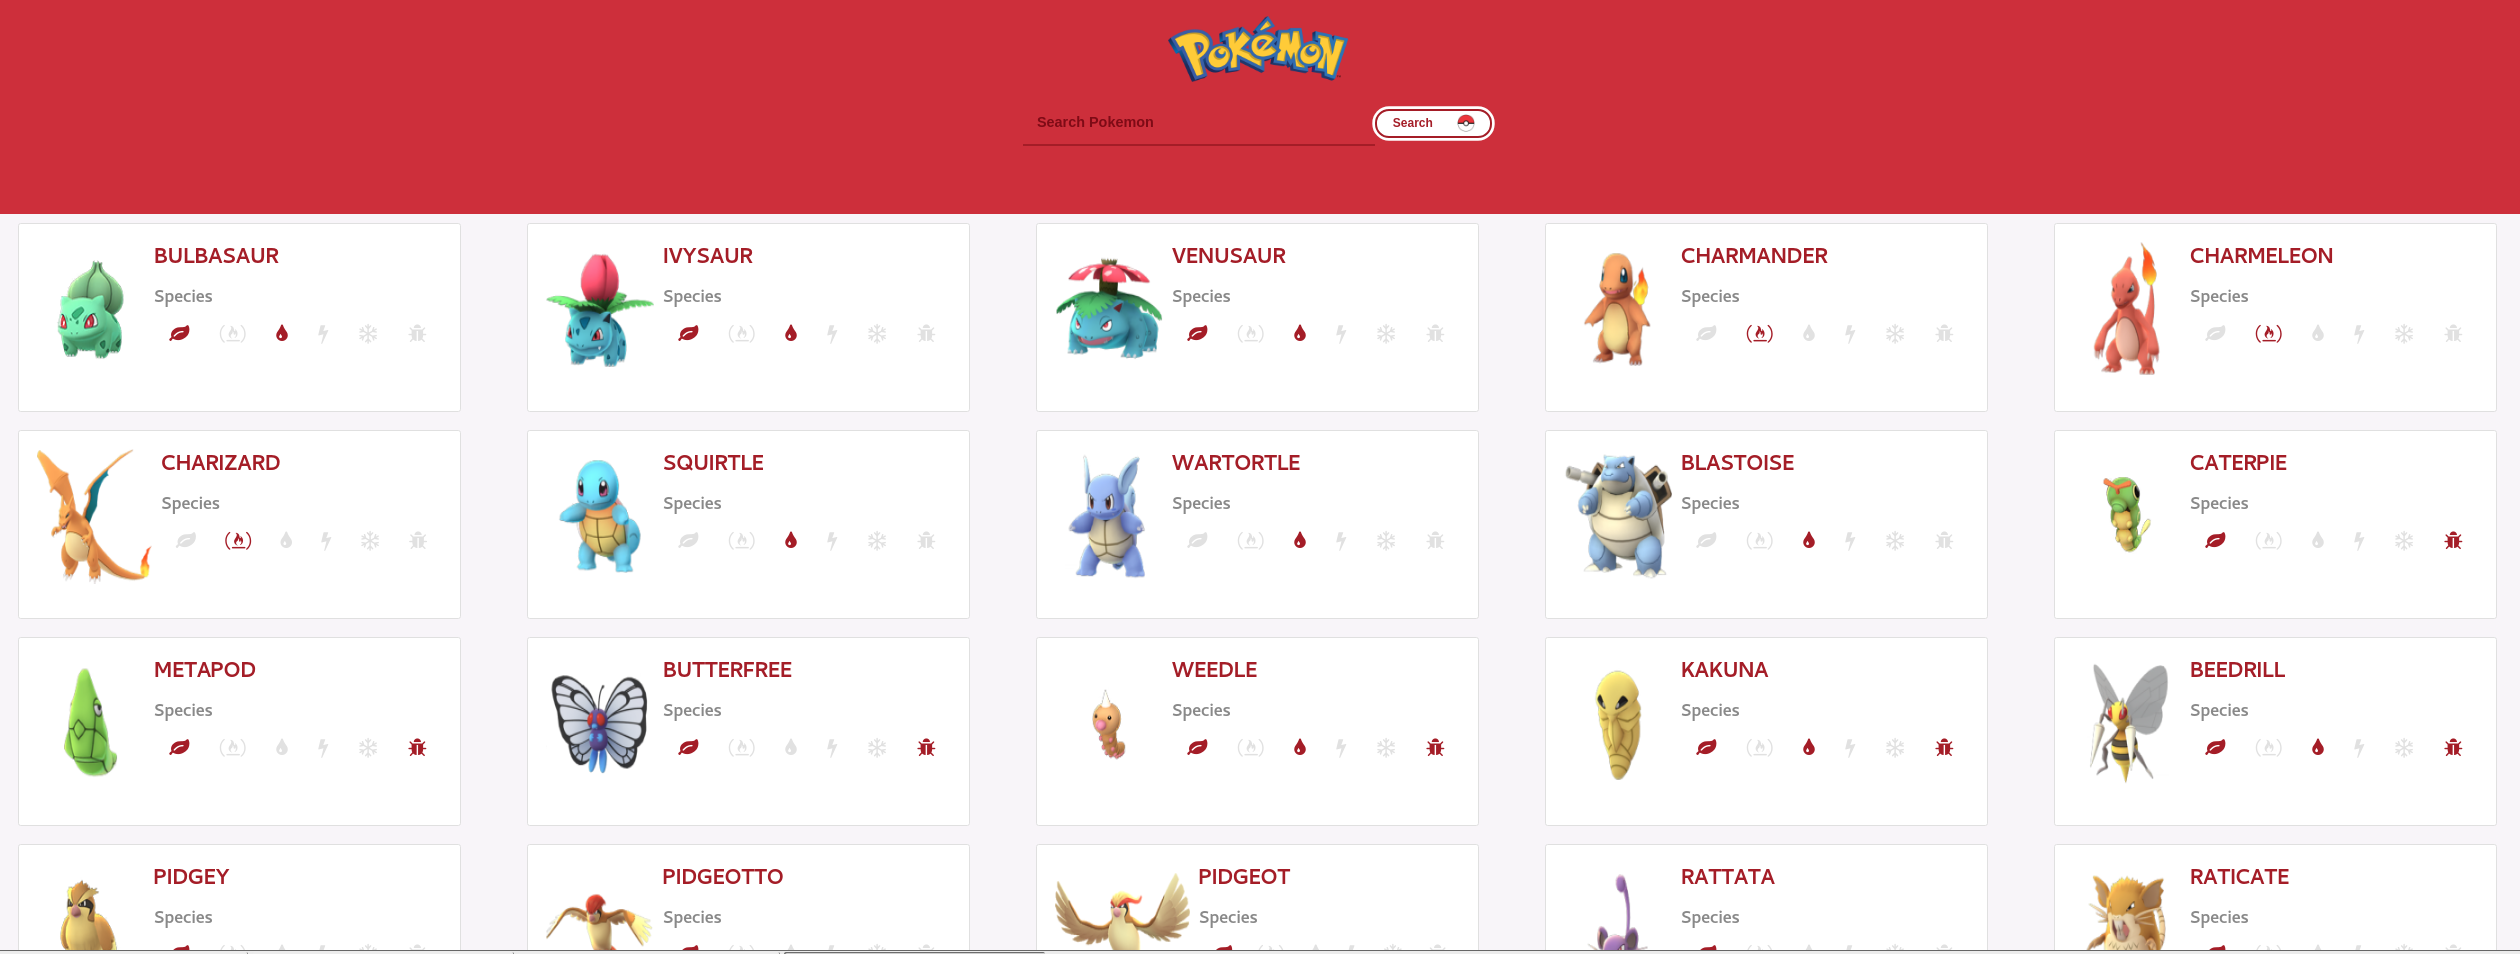 POKéMON
Search Pokemon
Search
BULBASAUR
Species
IVYSAUR
Species
VENUSAUR
Species
CHARMANDER
Species
CHARMELEON
Species
CHARIZARD
Species
SQUIRTLE
Species
WARTORTLE
Species
BLASTOISE
Species
CATERPIE
Species
METAPOD
Species
BUTTERFREE
Species
WEEDLE
Species
KAKUNA
Species
BEEDRILL
Species
PIDGEY
Species
PIDGEOTTO
Species
PIDGEOT
Species
RATTATA
Species
RATICATE
Species